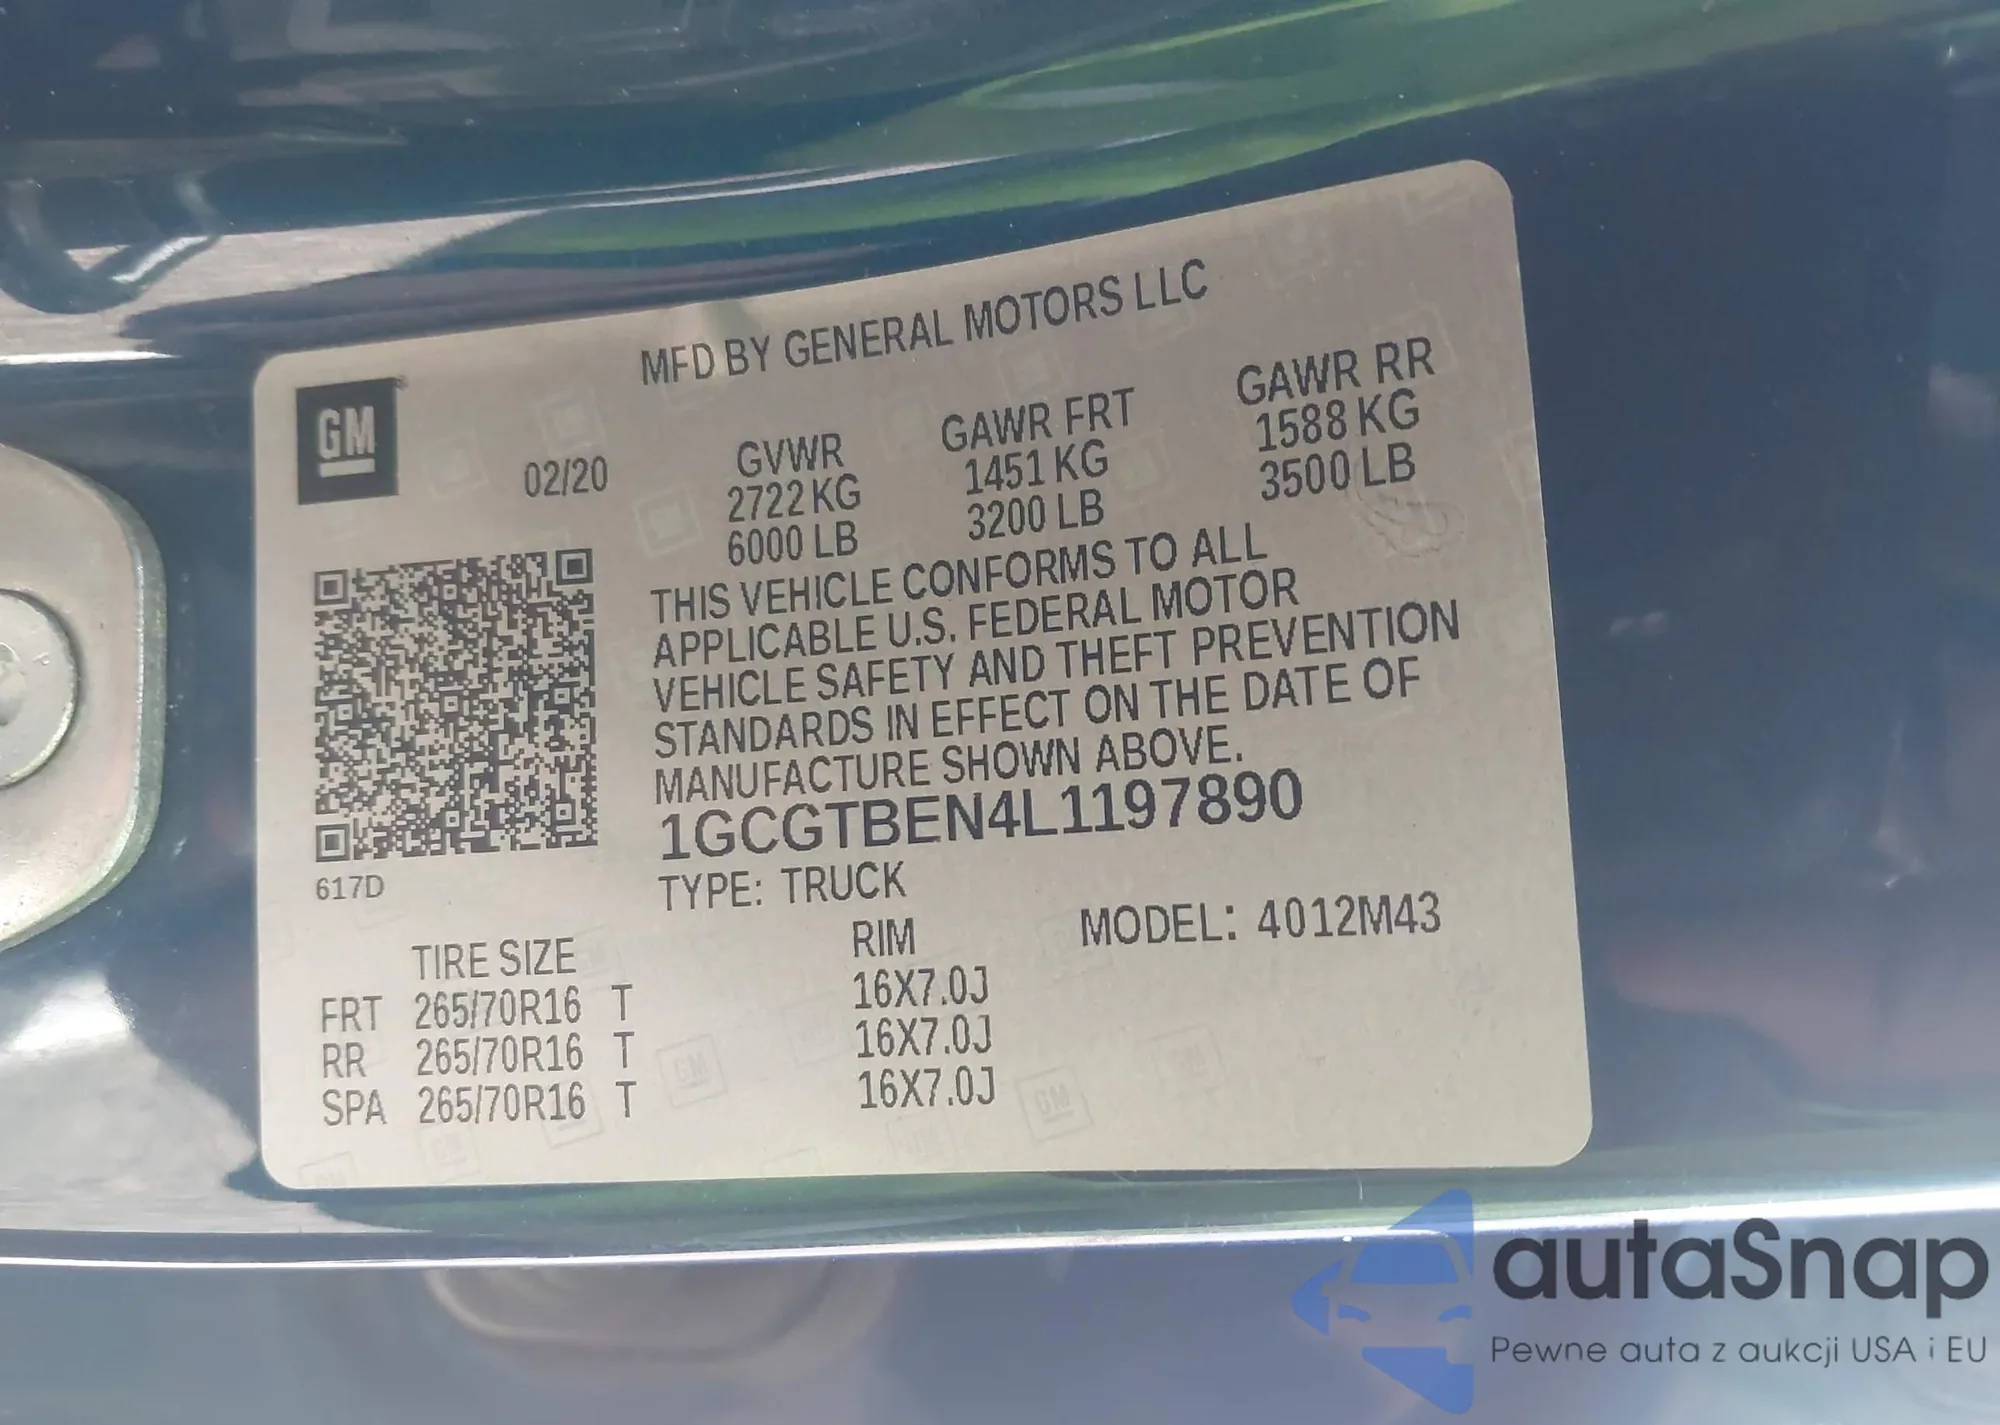 MFD BY GENERAL MOTORS LLC
GM
02/20
GVWR
2722 KG
6000 LB
GAWR FRT
1451 KG
3200 LB
GAWR RR
1588 KG
3500 LB
THIS VEHICLE CONFORMS TO ALL
APPLICABLE U.S. FEDERAL MOTOR
VEHICLE SAFETY AND THEFT PREVENTION
STANDARDS IN EFFECT ON THE DATE OF
MANUFACTURE SHOWN ABOVE.
1GCGTBEN4L1197890
617D
TYPE: TRUCK
MODEL: 4012M43
TIRE SIZE RIM
FRT 265/70R16 T 16X7.0J
RR 265/70R16 T 16X7.0J
SPA 265/70R16 T 16X7.0J
autaSnap
Pewne auta z aukcji USA i EU